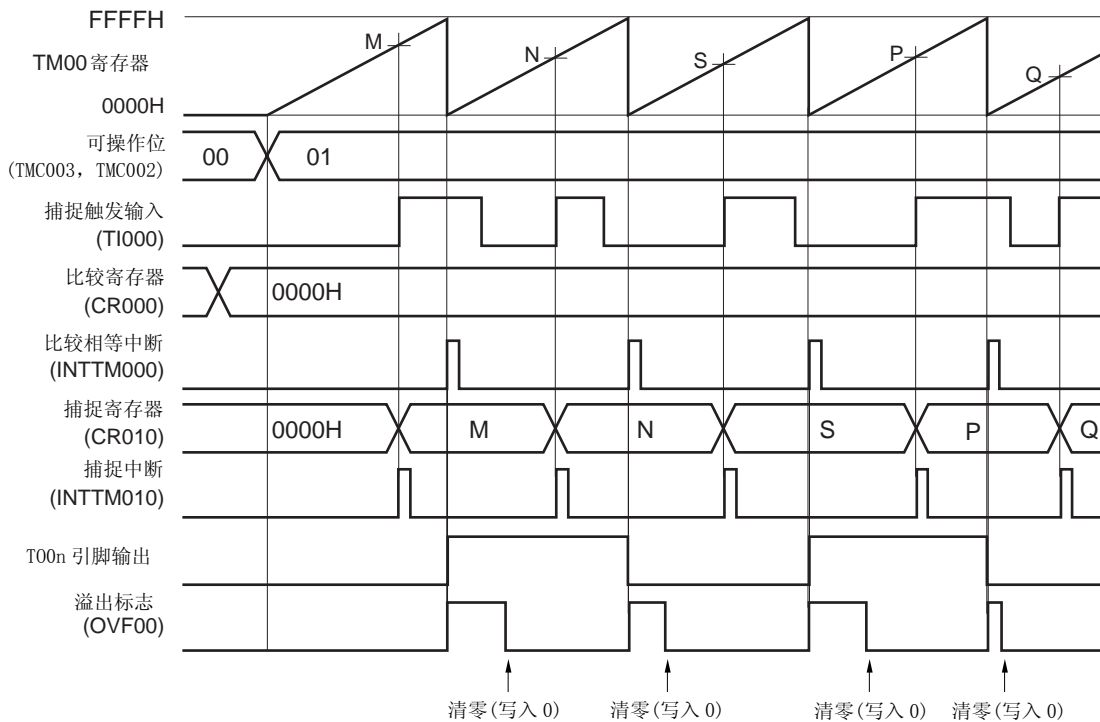 FFFFH
M
N
S
P
Q
TM00 寄存器
0000H
可操作位
(TMC003，TMC002)
00
01
捕捉触发输入
(TI000)
比较寄存器
(CR000)
0000H
比较相等中断
(INTTM000)
捕捉寄存器
(CR010)
0000H
M
N
S
P
Q
捕捉中断
(INTTM010)
TO0n 引脚输出
溢出标志
(OVF00)
清零(写入 0)
清零(写入 0)
清零(写入 0)
清零(写入 0)